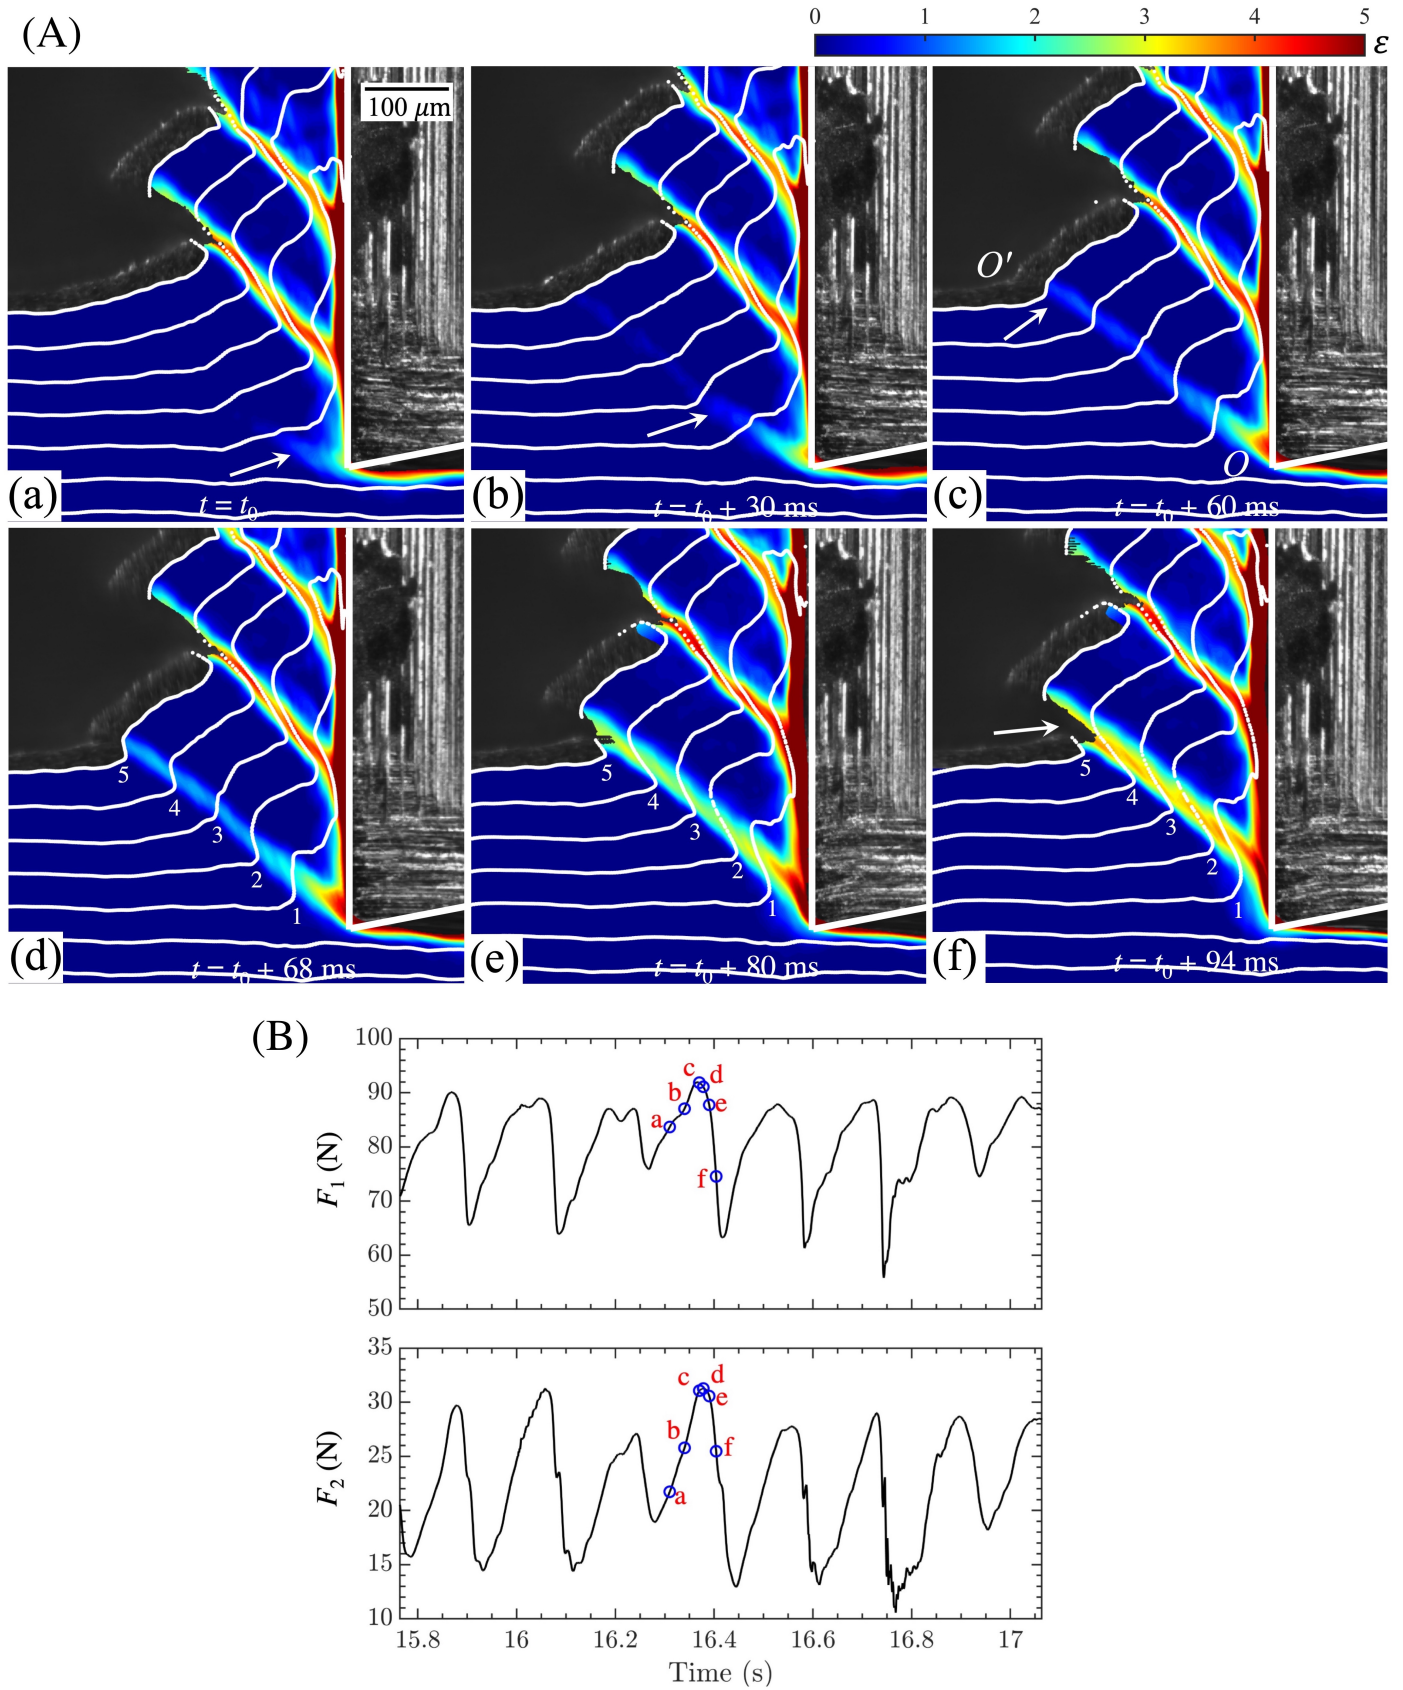 (A)
0 1 2 3 4 5
ε
100 μm
(a)
t = t0
(b)
t = t0 + 30 ms
O′
O
(c)
t = t0 + 60 ms
5
4
3
2
1
(d)
t = t0 + 68 ms
5
4
3
2
1
(e)
t = t0 + 80 ms
5
4
3
2
1
(f)
t = t0 + 94 ms
(B)
100
90
80
70
60
50
F1 (N)
a
b
c
d
e
f
35
30
25
20
15
10
F2 (N)
a
b
c
d
e
f
15.8 16 16.2 16.4 16.6 16.8 17
Time (s)